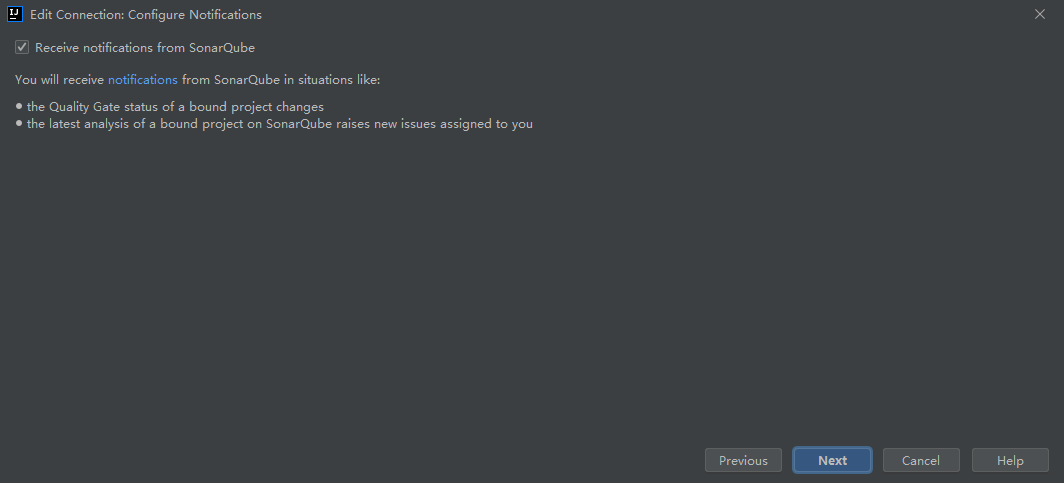 IJ
Edit Connection: Configure Notifications
Receive notifications from SonarQube
You will receive notifications from SonarQube in situations like:
• the Quality Gate status of a bound project changes
• the latest analysis of a bound project on SonarQube raises new issues assigned to you
Previous Next Cancel Help